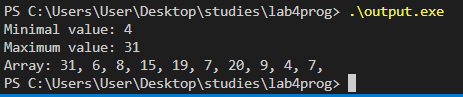 PS C:\Users\User\Desktop\studies\lab4prog> .\output.exe
Minimal value: 4
Maximum value: 31
Array: 31, 6, 8, 15, 19, 7, 20, 9, 4, 7,
PS C:\Users\User\Desktop\studies\lab4prog>